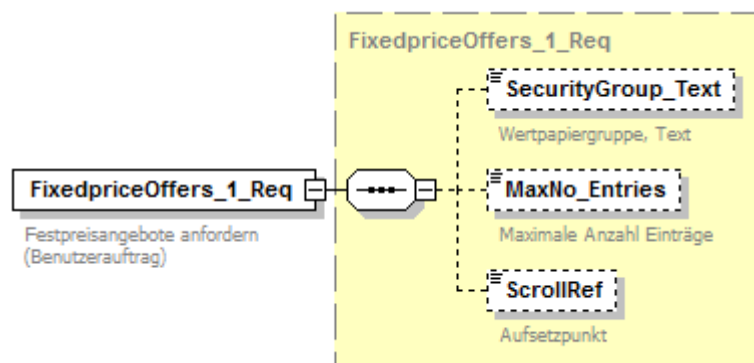 FixedpriceOffers_1_Req
SecurityGroup_Text
Wertpapiergruppe, Text
FixedpriceOffers_1_Req
Festpreisangebote anfordern
(Benutzerauftrag)
MaxNo_Entries
Maximale Anzahl Einträge
ScrollRef
Aufsetzpunkt